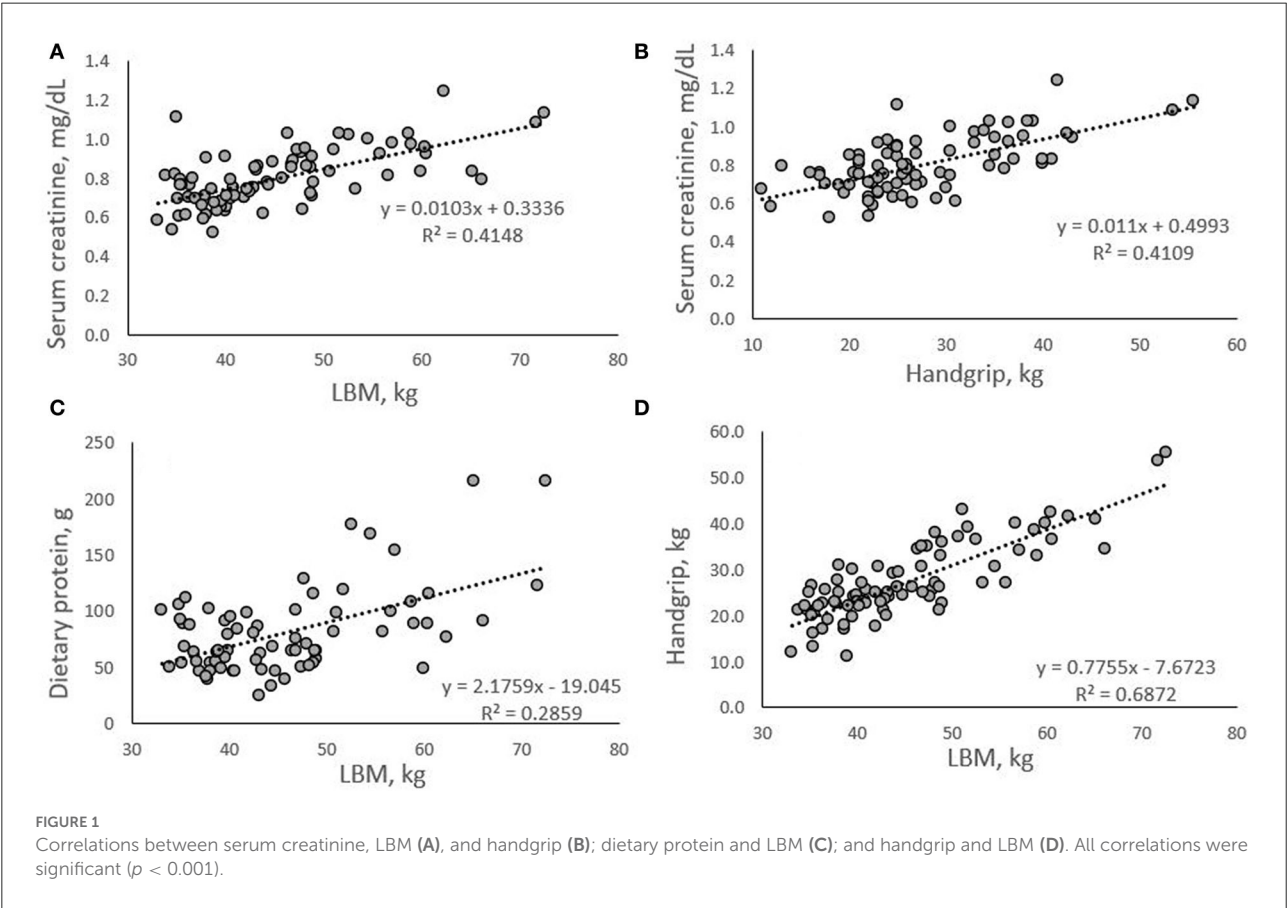 A
Serum creatinine, mg/dL
1.4
1.2
1.0
0.8
0.6
0.4
0.2
0.0
y = 0.0103x + 0.3336
R² = 0.4148
30 40 50 60 70 80
LBM, kg
B
Serum creatinine, mg/dL
1.4
1.2
1.0
0.8
0.6
0.4
0.2
0.0
y = 0.011x + 0.4993
R² = 0.4109
10 20 30 40 50 60
Handgrip, kg
C
Dietary protein, g
250
200
150
100
50
0
y = 2.1759x - 19.045
R² = 0.2859
30 40 50 60 70 80
LBM, kg
D
Handgrip, kg
60.0
50.0
40.0
30.0
20.0
10.0
0.0
y = 0.7755x - 7.6723
R² = 0.6872
30 40 50 60 70 80
LBM, kg
FIGURE 1
Correlations between serum creatinine, LBM (A), and handgrip (B); dietary protein and LBM (C); and handgrip and LBM (D). All correlations were
significant (p < 0.001).